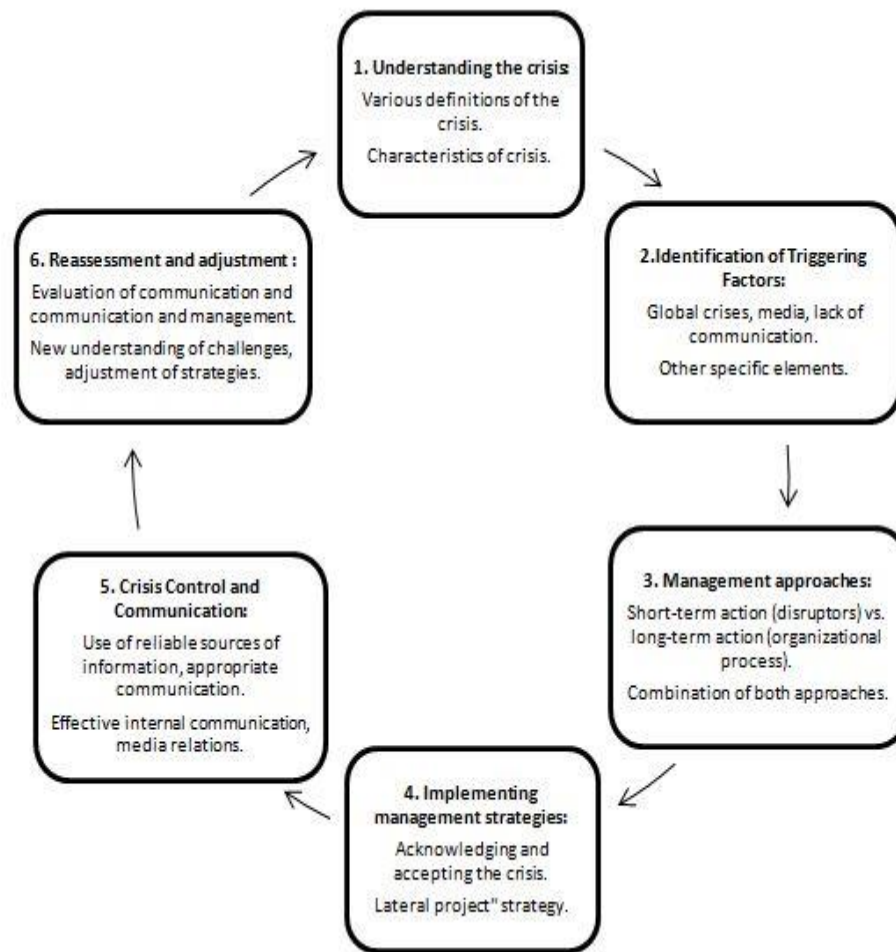 1. Understanding the crisis:
Various definitions of the
crisis.
Characteristics of crisis.
2.Identification of Triggering
Factors:
Global crises, media, lack of
communication.
Other specific elements.
3. Management approaches:
Short-term action (disruptors) vs.
long-term action (organizational
process).
Combination of both approaches.
4. Implementing
management strategies:
Acknowledging and
accepting the crisis.
Lateral project" strategy.
5. Crisis Control and
Communication:
Use of reliable sources of
information, appropriate
communication.
Effective internal communication,
media relations.
6. Reassessment and adjustment :
Evaluation of communication and
communication and management.
New understanding of challenges,
adjustment of strategies.